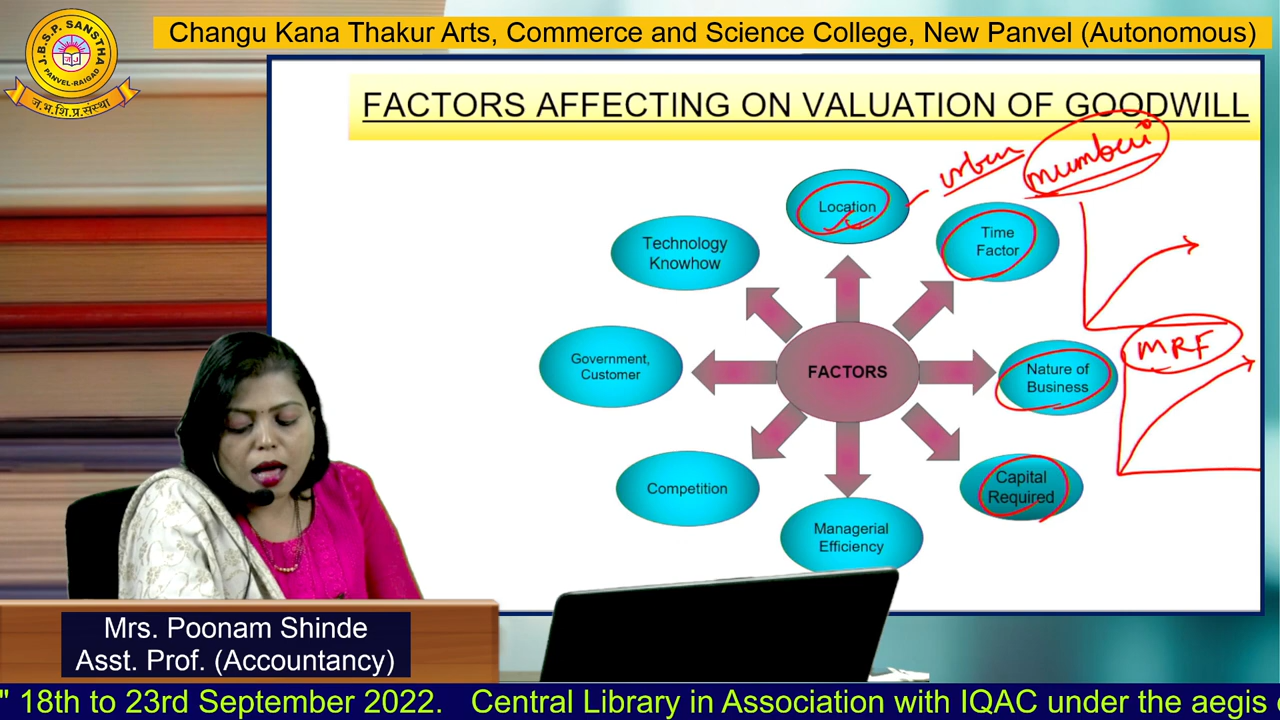 Changu Kana Thakur Arts, Commerce and Science College, New Panvel (Autonomous)
J.B.S.P. SANSTHA
PANVEL-RAIGAD
ज.भ.शि.प्र.संस्था
FACTORS AFFECTING ON VALUATION OF GOODWILL
urban
mumbai
Location
Time
Factor
Technology
Knowhow
MRF
Government,
Customer
FACTORS
Nature of
Business
Competition
Capital
Required
Managerial
Efficiency
Mrs. Poonam Shinde
Asst. Prof. (Accountancy)
" 18th to 23rd September 2022. Central Library in Association with IQAC under the aegis